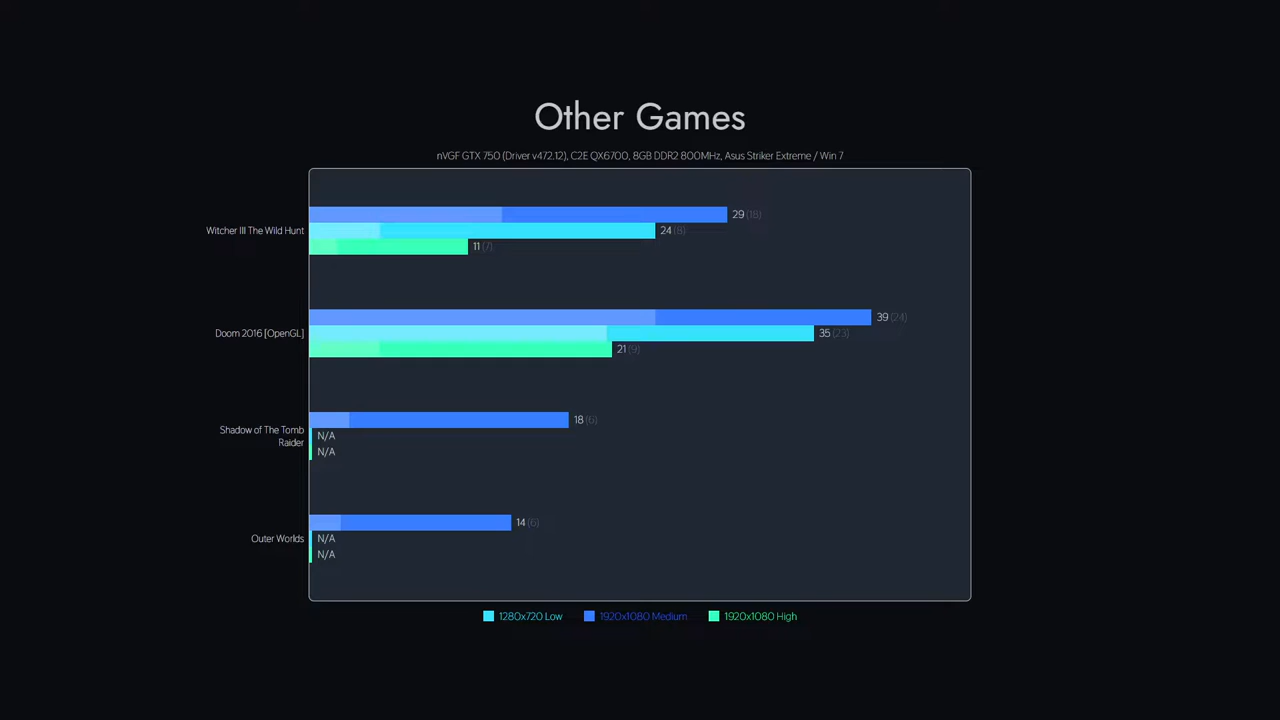 Other Games
nVGF GTX 750 (Driver v472.12), C2E QX6700, 8GB DDR2 800MHz, Asus Striker Extreme / Win 7
Witcher III The Wild Hunt
29 (18)
24 (8)
11 (7)
Doom 2016 [OpenGL]
39 (24)
35 (23)
21 (9)
Shadow of The Tomb
Raider
18 (6)
N/A
N/A
Outer Worlds
14 (6)
N/A
N/A
1280x720 Low
1920x1080 Medium
1920x1080 High